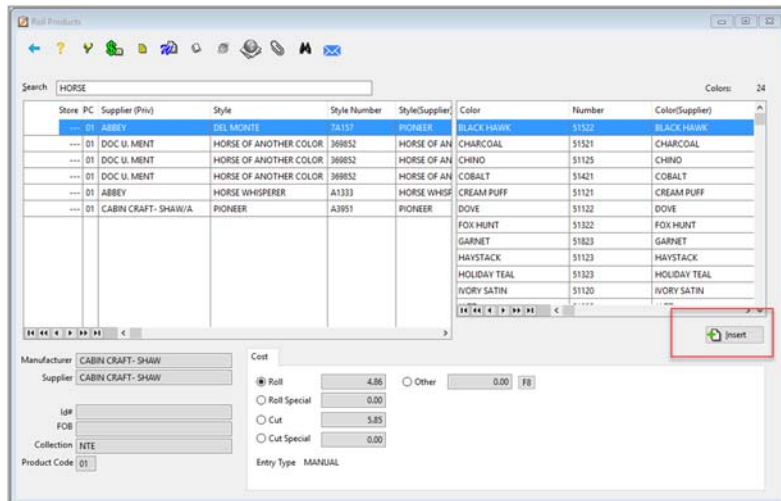 Roll Products
Search HORSE Colors: 24
Store PC Supplier (Priv) Style Style Number Style(Supplier) Color Number Color(Supplier)
--- 01 ABBEY DEL MONTE 7A157 PIONEER BLACK HAWK 51522 BLACK HAWK
--- 01 DOC U. MENT HORSE OF ANOTHER COLOR 369852 HORSE OF AN CHARCOAL 51521 CHARCOAL
--- 01 DOC U. MENT HORSE OF ANOTHER COLOR 369852 HORSE OF AN CHINO 51125 CHINO
--- 01 DOC U. MENT HORSE OF ANOTHER COLOR 369852 HORSE OF AN COBALT 51421 COBALT
--- 01 ABBEY HORSE WHISPERER A1333 HORSE WHISP CREAM PUFF 51121 CREAM PUFF
--- 01 CABIN CRAFT- SHAW/A PIONEER A3951 PIONEER DOVE 51122 DOVE
FOX HUNT 51322 FOX HUNT
GARNET 51823 GARNET
HAYSTACK 51123 HAYSTACK
HOLIDAY TEAL 51323 HOLIDAY TEAL
IVORY SATIN 51120 IVORY SATIN
Insert
Manufacturer CABIN CRAFT- SHAW
Supplier CABIN CRAFT- SHAW
Id#
FOB
Collection NTE
Product Code 01
Cost
Roll 4.86 Other 0.00 F8
Roll Special 0.00
Cut 5.85
Cut Special 0.00
Entry Type MANUAL